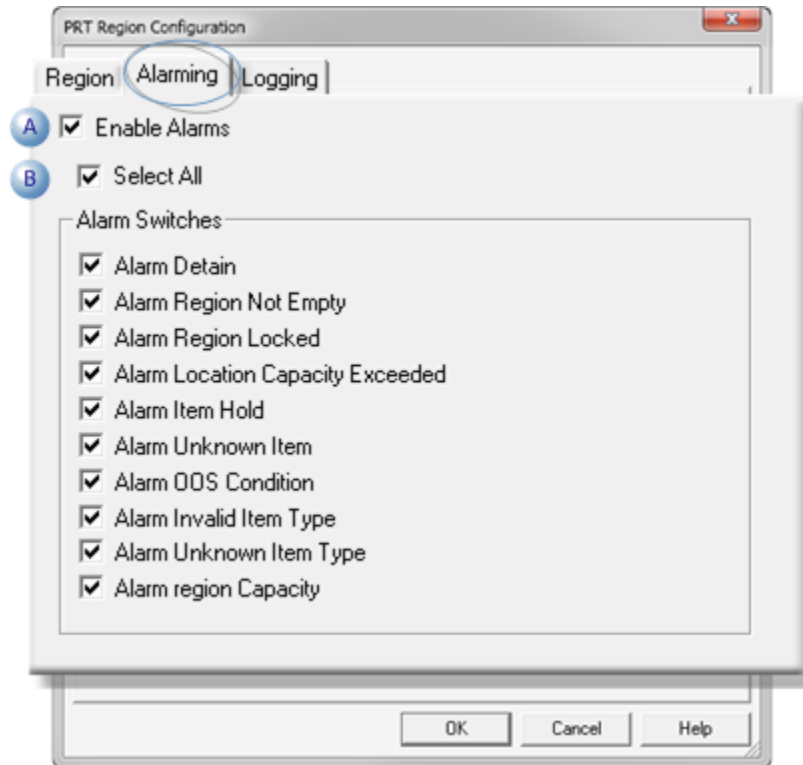 PRT Region Configuration
Region Alarming Logging
A Enable Alarms
B Select All
Alarm Switches
Alarm Detain
Alarm Region Not Empty
Alarm Region Locked
Alarm Location Capacity Exceeded
Alarm Item Hold
Alarm Unknown Item
Alarm OOS Condition
Alarm Invalid Item Type
Alarm Unknown Item Type
Alarm region Capacity
OK Cancel Help